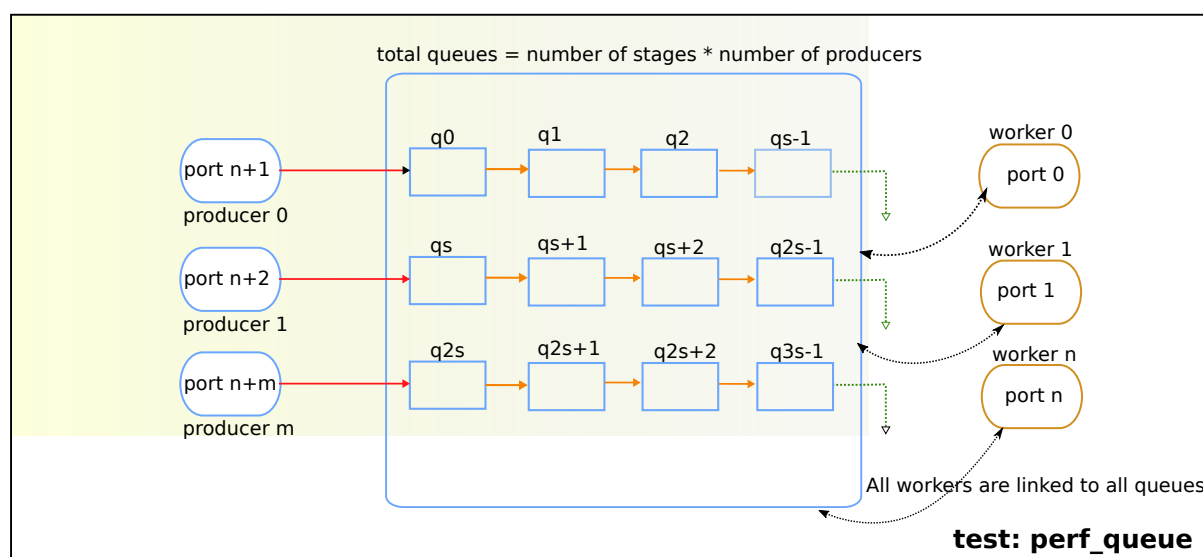 total queues = number of stages * number of producers
q0
q1
q2
qs-1
worker 0
port n+1
port 0
producer 0
qs
qs+1
qs+2
q2s-1
worker 1
port n+2
port 1
producer 1
q2s
q2s+1
q2s+2
q3s-1
worker n
port n+m
port n
producer m
All workers are linked to all queues
test: perf_queue